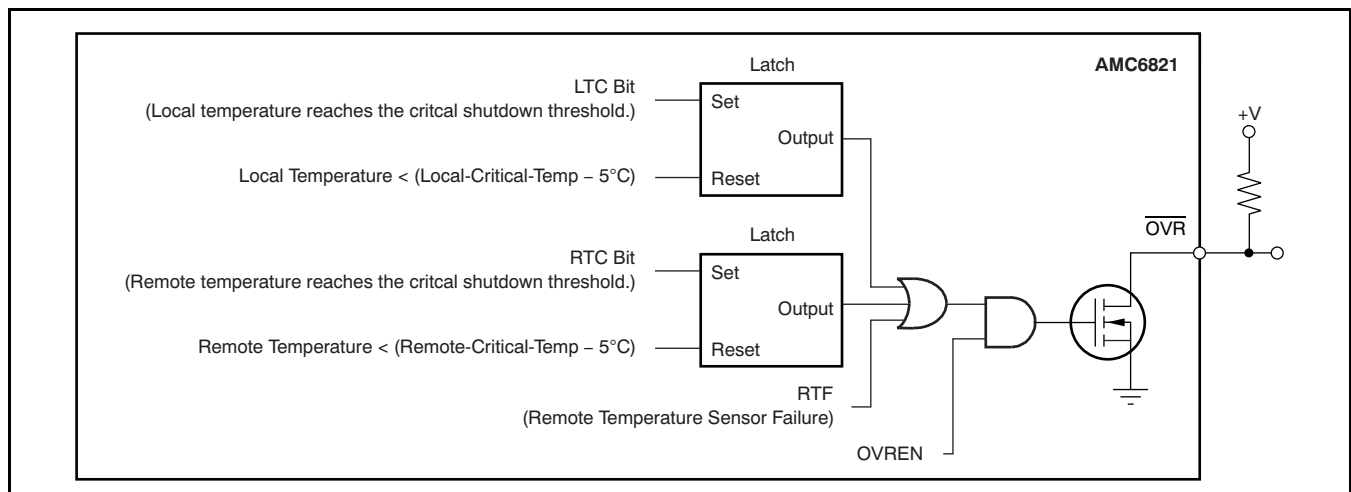 AMC6821
Latch
LTC Bit
(Local temperature reaches the critcal shutdown threshold.)
Set
Output
Local Temperature < (Local-Critical-Temp – 5°C)
Reset
+V
OVR
Latch
RTC Bit
(Remote temperature reaches the critcal shutdown threshold.)
Set
Output
Remote Temperature < (Remote-Critical-Temp – 5°C)
Reset
RTF
(Remote Temperature Sensor Failure)
OVREN